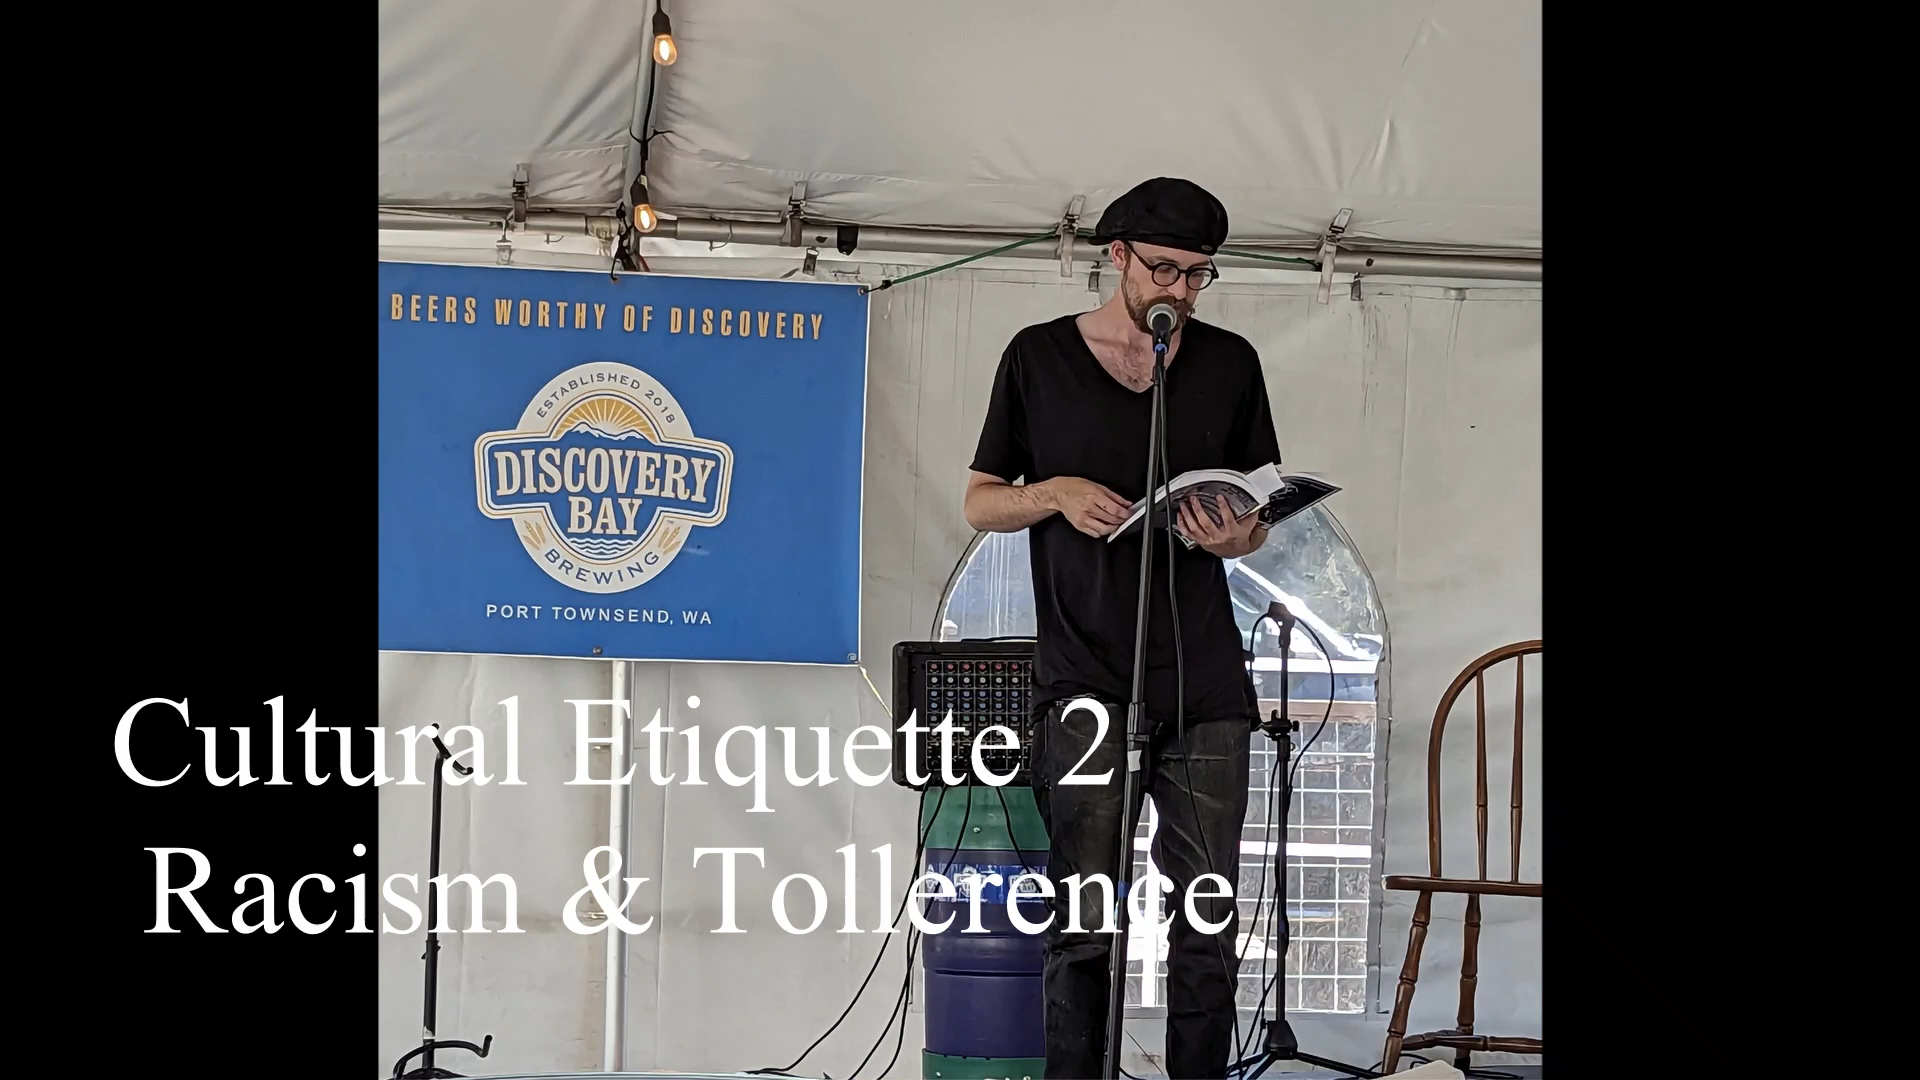 BEERS WORTHY OF DISCOVERY
ESTABLISHED 2018
DISCOVERY
BAY
BREWING
PORT TOWNSEND, WA
Cultural Etiquette 2
Racism & Tollerence